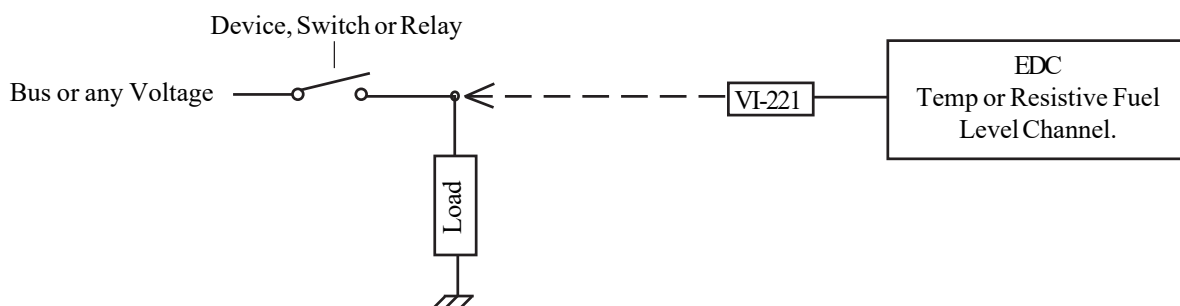 Device, Switch or Relay
Bus or any Voltage
VI-221
EDC
Temp or Resistive Fuel
Level Channel.
Load